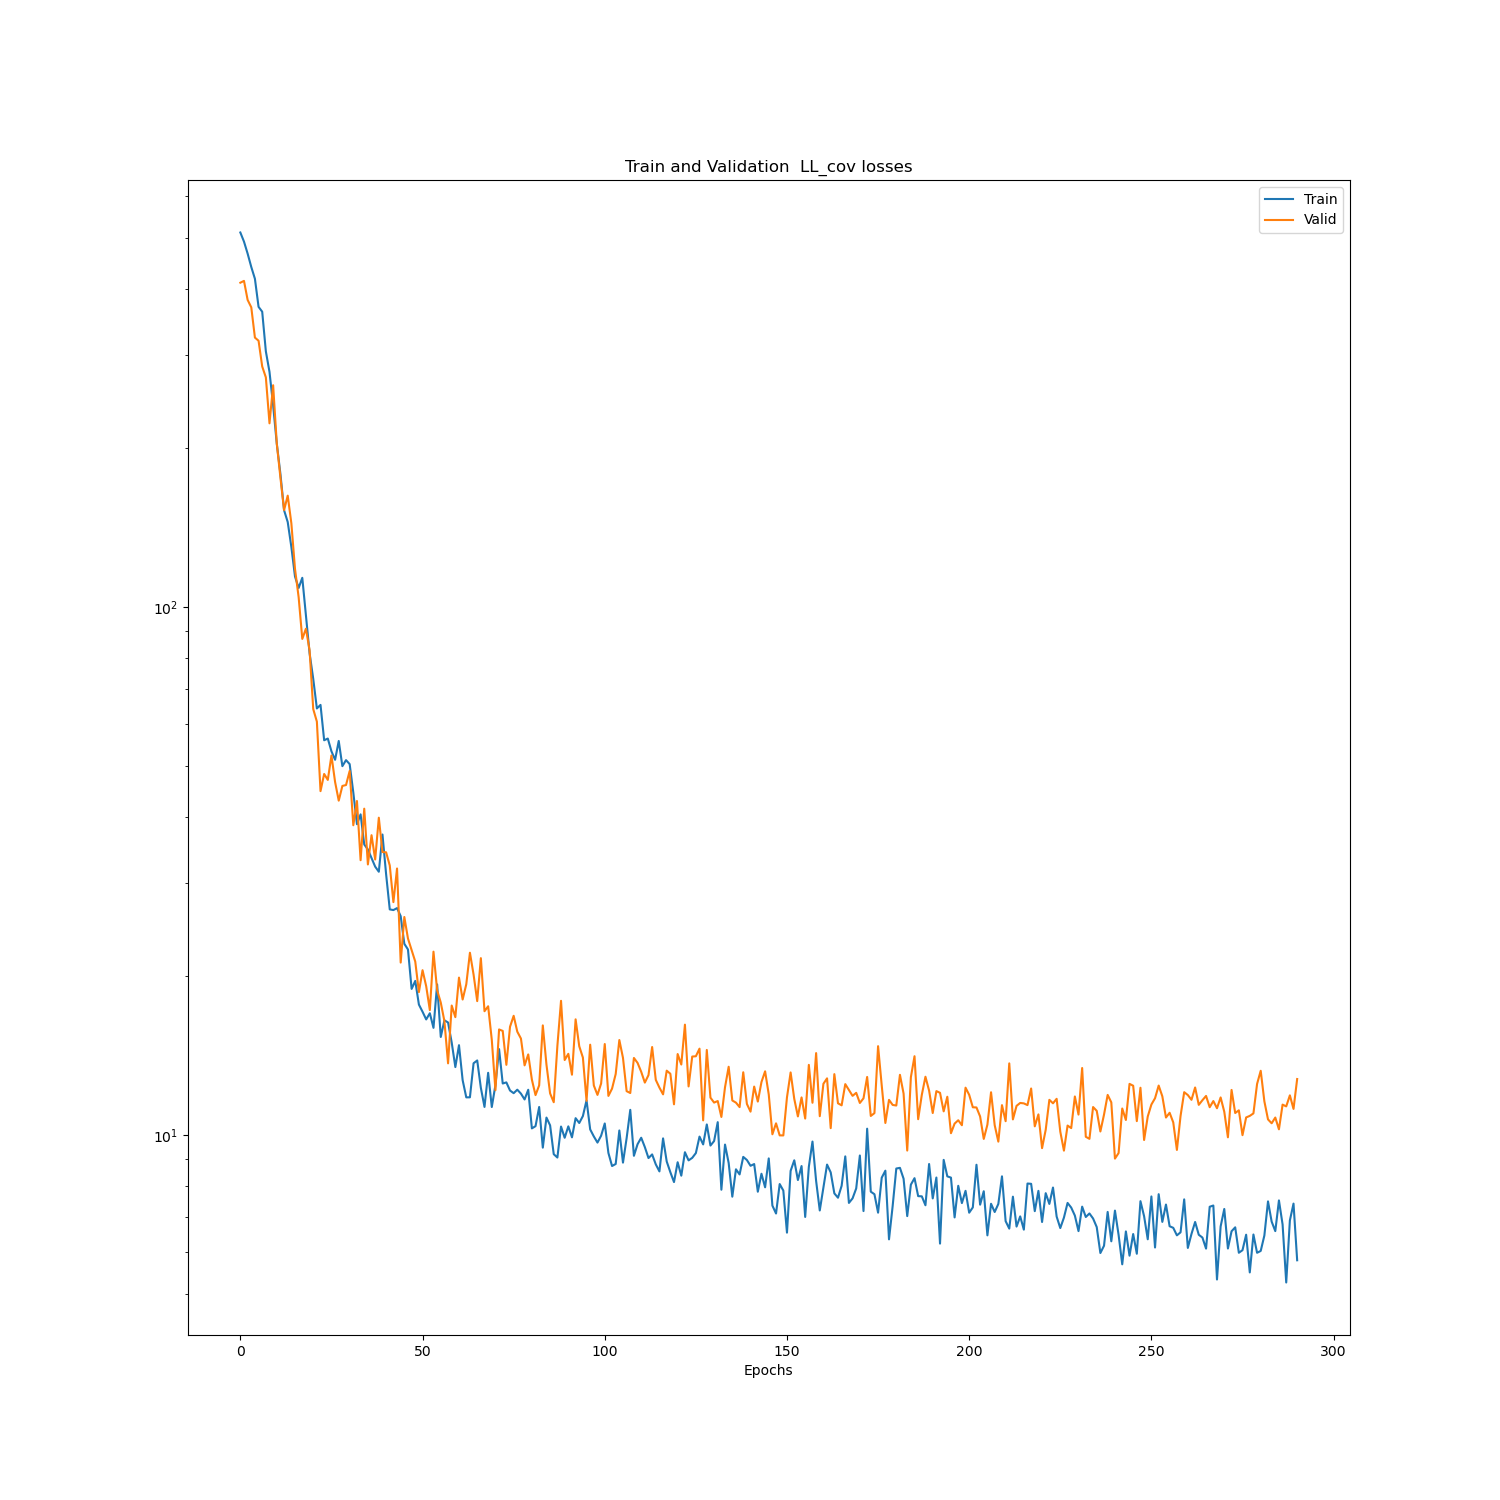 Train and Validation  LL_cov losses
Train
Valid
10²
10¹
0 50 100 150 200 250 300
Epochs